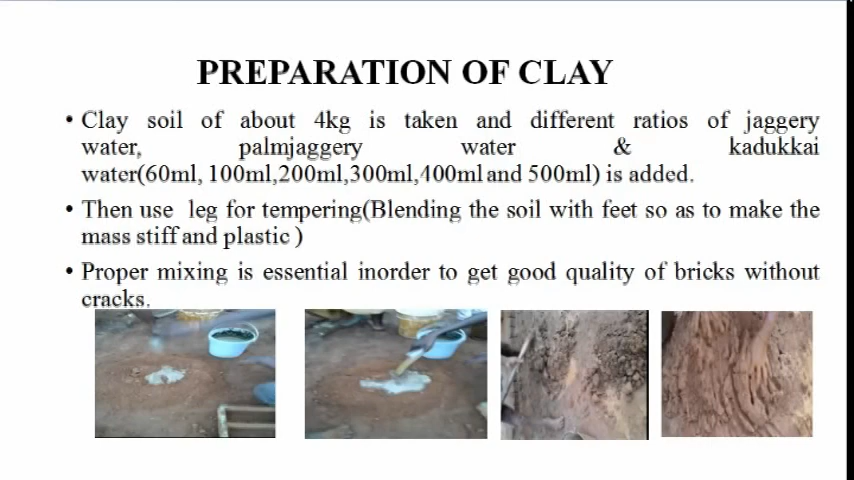 PREPARATION OF CLAY
• Clay soil of about 4kg is taken and different ratios of jaggery
water, palmjaggery water & kadukkai
water(60ml, 100ml,200ml,300ml,400ml and 500ml) is added.
• Then use leg for tempering(Blending the soil with feet so as to make the
mass stiff and plastic )
• Proper mixing is essential inorder to get good quality of bricks without
cracks.